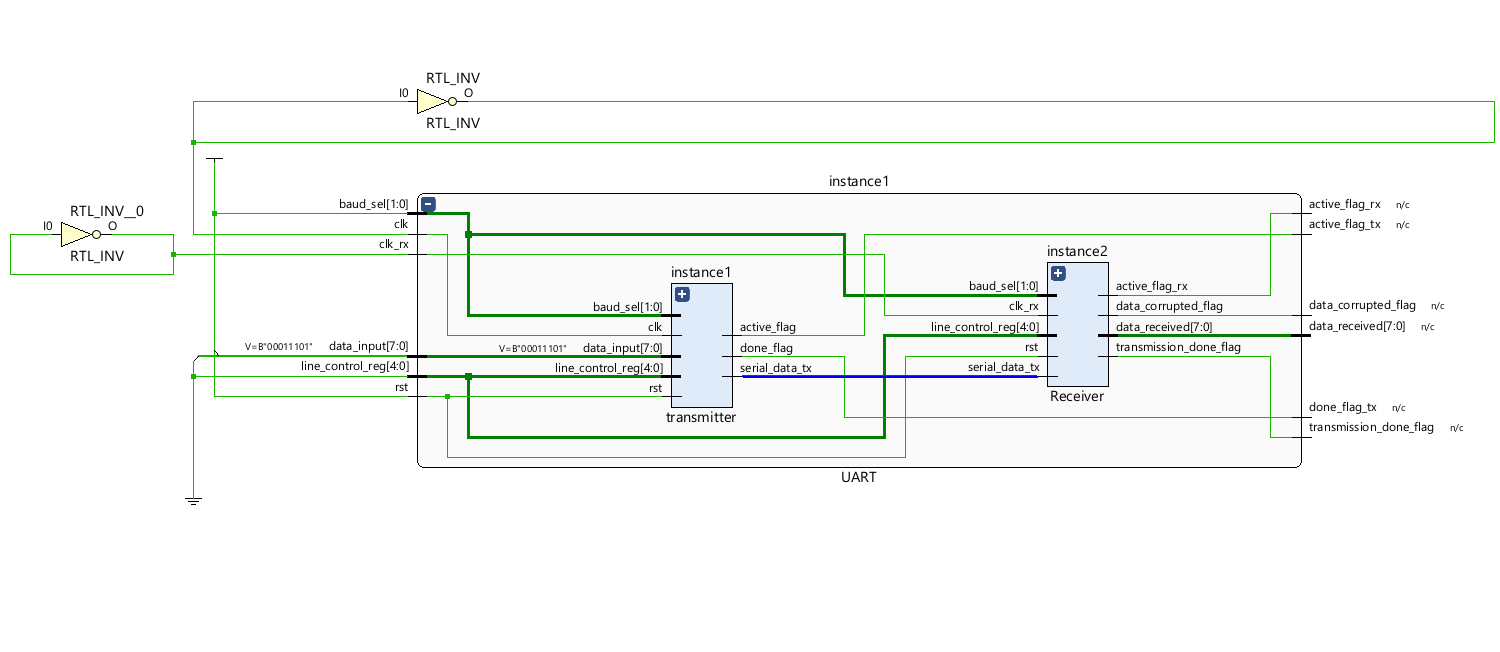 RTL_INV
I0
O
RTL_INV
instance1
RTL_INV__0
I0
O
RTL_INV
baud_sel[1:0]
clk
clk_rx
V=B"00011101"
data_input[7:0]
line_control_reg[4:0]
rst
instance1
baud_sel[1:0]
clk
V=B"00011101"
data_input[7:0]
line_control_reg[4:0]
rst
active_flag
done_flag
serial_data_tx
transmitter
instance2
baud_sel[1:0]
clk_rx
line_control_reg[4:0]
rst
serial_data_tx
active_flag_rx
data_corrupted_flag
data_received[7:0]
transmission_done_flag
Receiver
active_flag_rx n/c
active_flag_tx n/c
data_corrupted_flag n/c
data_received[7:0] n/c
done_flag_tx n/c
transmission_done_flag n/c
UART